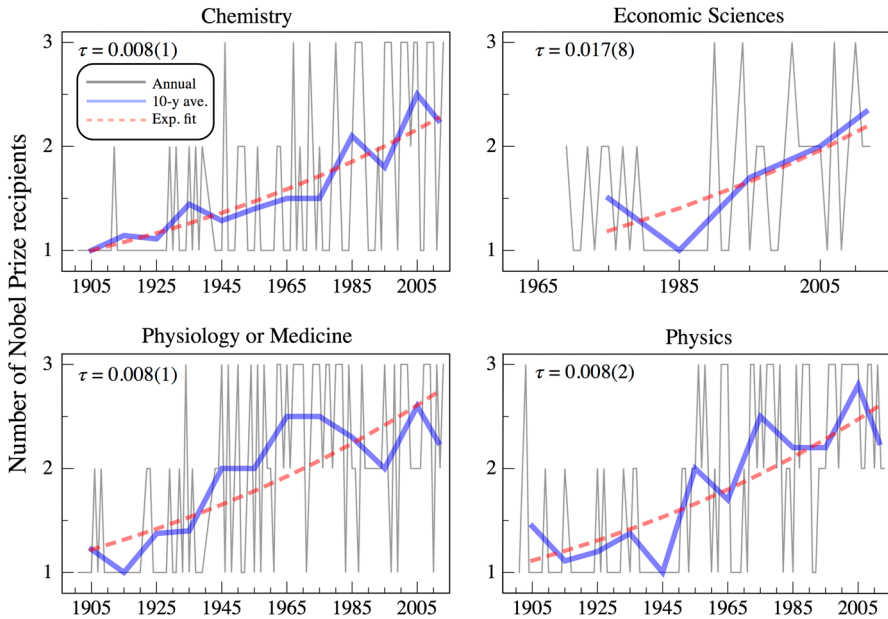 Number of Nobel Prize recipients
Chemistry
τ = 0.008(1)
Annual
10-y ave.
Exp. fit
3
2
1
1905 1925 1945 1965 1985 2005
Economic Sciences
τ = 0.017(8)
3
2
1
1965 1985 2005
Physiology or Medicine
τ = 0.008(1)
3
2
1
1905 1925 1945 1965 1985 2005
Physics
τ = 0.008(2)
3
2
1
1905 1925 1945 1965 1985 2005